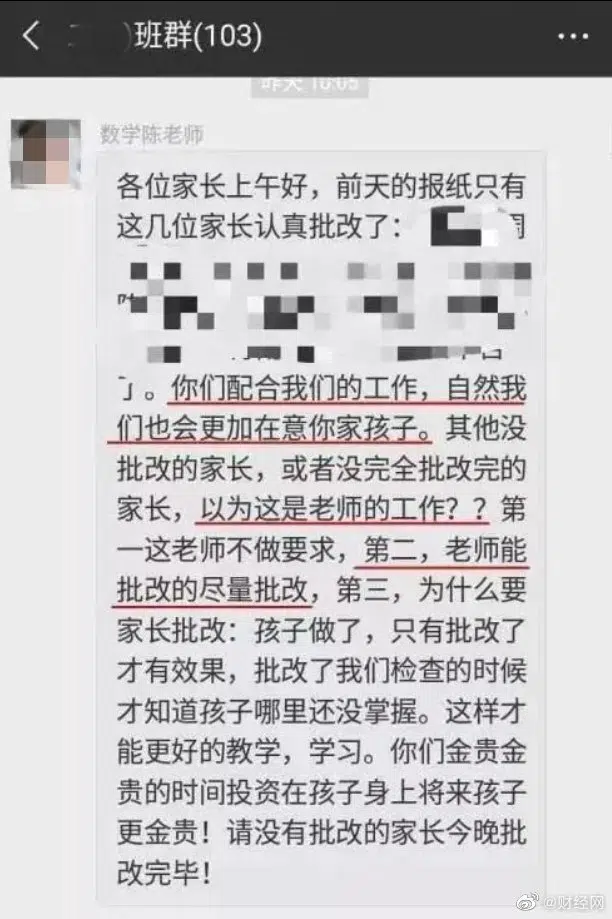 班群(103)
昨天 10:05
数学陈老师
各位家长上午好，前天的报纸只有
这几位家长认真批改了：
了。你们配合我们的工作，自然我
们也会更加在意你家孩子。其他没
批改的家长，或者没完全批改完的
家长，以为这是老师的工作？？第
一这老师不做要求，第二，老师能
批改的尽量批改，第三，为什么要
家长批改：孩子做了，只有批改了
才有效果，批改了我们检查的时候
才知道孩子哪里还没掌握。这样才
能更好的教学，学习。你们金贵金
贵的时间投资在孩子身上将来孩子
更金贵！请没有批改的家长今晚批
改完毕！
@财经网